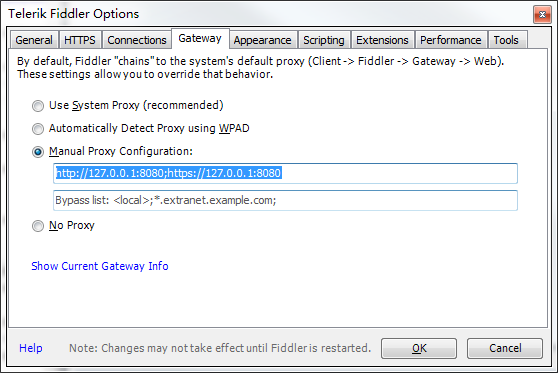 Telerik Fiddler Options
General HTTPS Connections Gateway Appearance Scripting Extensions Performance Tools
By default, Fiddler "chains" to the system's default proxy (Client -> Fiddler -> Gateway -> Web).
These settings allow you to override that behavior.
Use System Proxy (recommended)
Automatically Detect Proxy using WPAD
Manual Proxy Configuration:
http://127.0.0.1:8080;https://127.0.0.1:8080
Bypass list: <local>;*.extranet.example.com;
No Proxy
Show Current Gateway Info
Help Note: Changes may not take effect until Fiddler is restarted. OK Cancel